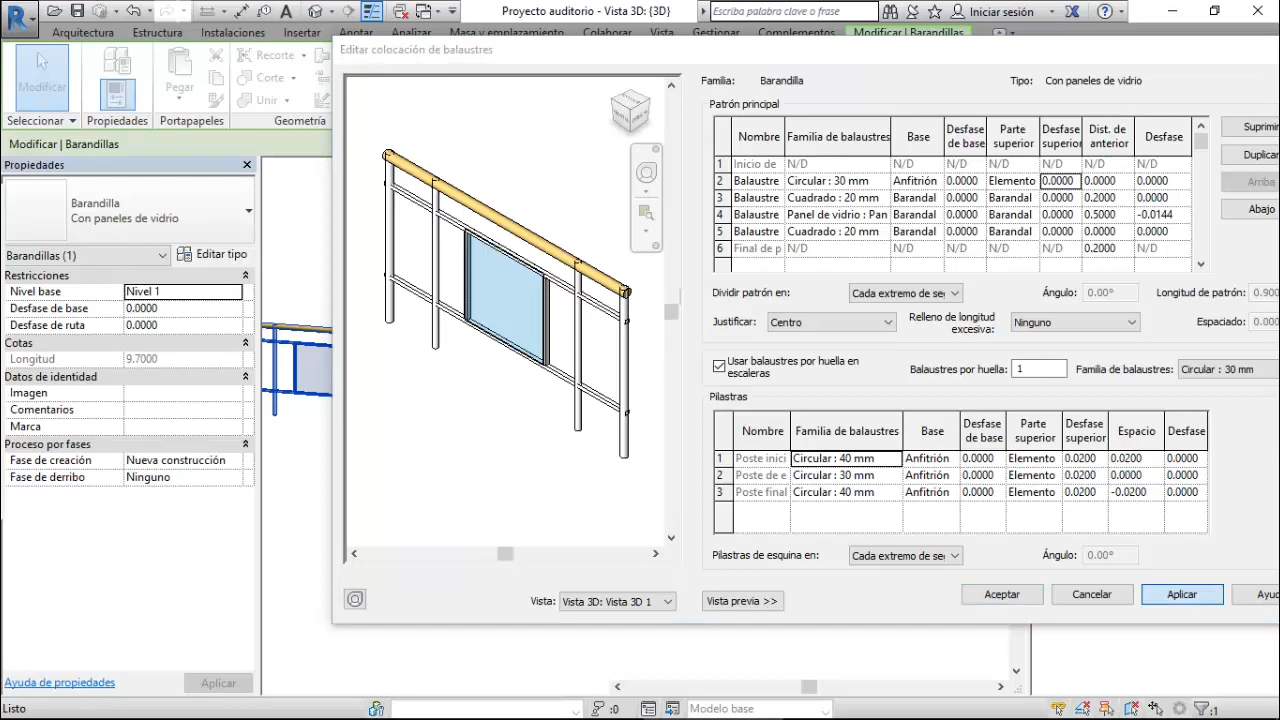 Proyecto auditorio - Vista 3D: {3D}
Escriba palabra clave o frase
Iniciar sesión
Arquitectura Estructura Instalaciones Insertar Anotar Analizar Masa y emplazamiento Colaborar Vista Gestionar Complementos Modificar | Barandillas
Modificar
Pegar
Recorte
Corte
Unir
Seleccionar Propiedades Portapapeles Geometría
Modificar | Barandillas
Propiedades
Barandilla
Con paneles de vidrio
Barandillas (1) Editar tipo
Restricciones
Nivel base Nivel 1
Desfase de base 0.0000
Desfase de ruta 0.0000
Cotas
Longitud 9.7000
Datos de identidad
Imagen
Comentarios
Marca
Proceso por fases
Fase de creación Nueva construcción
Fase de derribo Ninguno
Ayuda de propiedades Aplicar
Editar colocación de balaustres
Vista: Vista 3D: Vista 3D 1
Vista previa >>
Familia: Barandilla Tipo: Con paneles de vidrio
Patrón principal
Nombre Familia de balaustres Base Desfase de base Parte superior Desfase superior Dist. de anterior Desfase
1 Inicio de N/D N/D N/D N/D N/D N/D N/D
2 Balaustre Circular : 30 mm Anfitrión 0.0000 Elemento 0.0000 0.0000 0.0000
3 Balaustre Cuadrado : 20 mm Barandal 0.0000 Barandal 0.0000 0.2000 0.0000
4 Balaustre Panel de vidrio : Pan Barandal 0.0000 Barandal 0.0000 0.5000 -0.0144
5 Balaustre Cuadrado : 20 mm Barandal 0.0000 Barandal 0.0000 0.0000 0.0000
6 Final de p N/D N/D N/D N/D N/D 0.2000 N/D
Suprimir
Duplicar
Arriba
Abajo
Dividir patrón en: Cada extremo de se Ángulo: 0.00° Longitud de patrón: 0.900
Justificar: Centro Relleno de longitud excesiva: Ninguno Espaciado: 0.000
Usar balaustres por huella en escaleras Balaustres por huella: 1 Familia de balaustres: Circular : 30 mm
Pilastras
Nombre Familia de balaustres Base Desfase de base Parte superior Desfase superior Espacio Desfase
1 Poste inici Circular : 40 mm Anfitrión 0.0000 Elemento 0.0200 0.0200 0.0000
2 Poste de e Circular : 30 mm Anfitrión 0.0000 Elemento 0.0200 0.0000 0.0000
3 Poste final Circular : 40 mm Anfitrión 0.0000 Elemento 0.0200 -0.0200 0.0000
Pilastras de esquina en: Cada extremo de se Ángulo: 0.00°
Aceptar Cancelar Aplicar Ayu
Listo :0 Modelo base :1